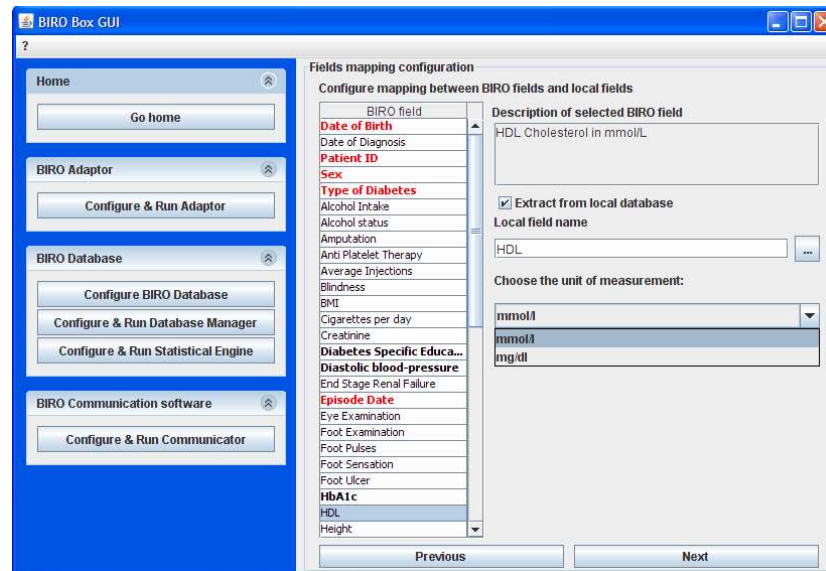 BIRO Box GUI
?
Home
Go home
BIRO Adaptor
Configure & Run Adaptor
BIRO Database
Configure BIRO Database
Configure & Run Database Manager
Configure & Run Statistical Engine
BIRO Communication software
Configure & Run Communicator
Fields mapping configuration
Configure mapping between BIRO fields and local fields
BIRO field
Date of Birth
Date of Diagnosis
Patient ID
Sex
Type of Diabetes
Alcohol Intake
Alcohol status
Amputation
Anti Platelet Therapy
Average Injections
Blindness
BMI
Cigarettes per day
Creatinine
Diabetes Specific Educa...
Diastolic blood-pressure
End Stage Renal Failure
Episode Date
Eye Examination
Foot Examination
Foot Pulses
Foot Sensation
Foot Ulcer
HbA1c
HDL
Height
Description of selected BIRO field
HDL Cholesterol in mmol/L
Extract from local database
Local field name
HDL
...
Choose the unit of measurement:
mmol/l
mmol/l
mg/dl
Previous
Next